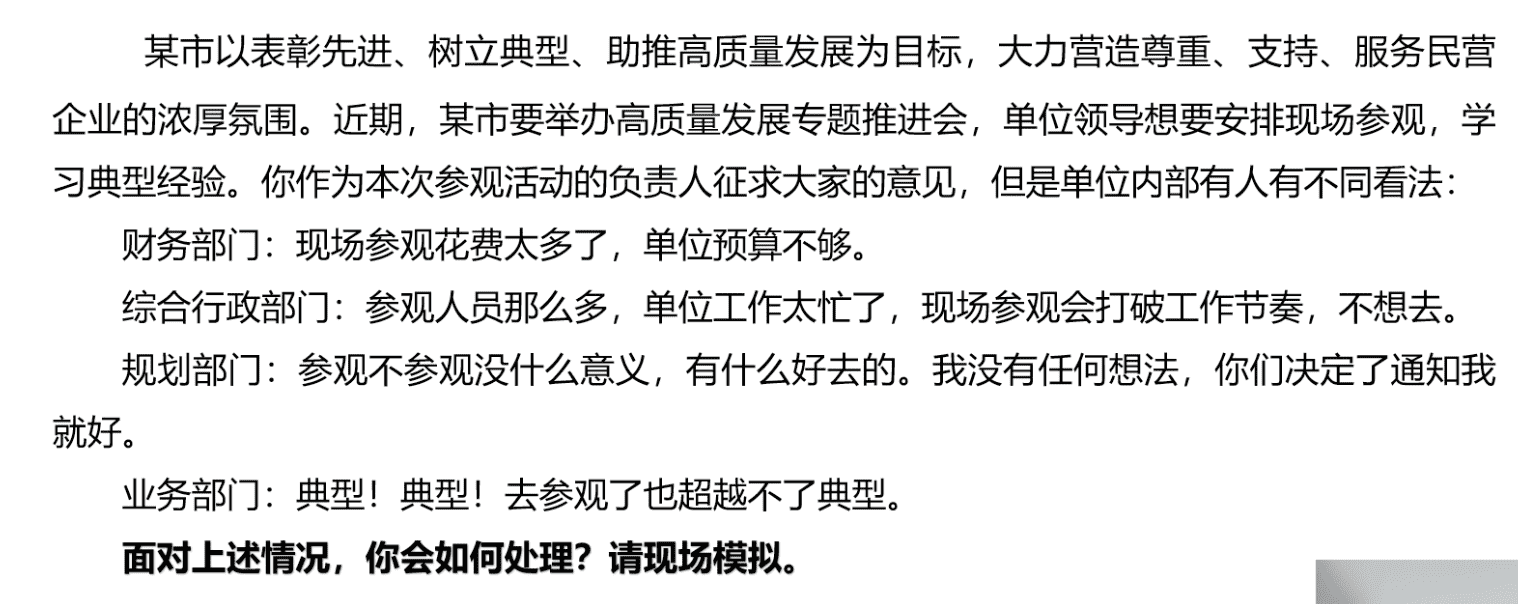 某市以表彰先进、树立典型、助推高质量发展为目标，大力营造尊重、支持、服务民营
企业的浓厚氛围。近期，某市要举办高质量发展专题推进会，单位领导想要安排现场参观，学
习典型经验。你作为本次参观活动的负责人征求大家的意见，但是单位内部有人有不同看法：
财务部门：现场参观花费太多了，单位预算不够。
综合行政部门：参观人员那么多，单位工作太忙了，现场参观会打破工作节奏，不想去。
规划部门：参观不参观没什么意义，有什么好去的。我没有任何想法，你们决定了通知我
就好。
业务部门：典型！典型！去参观了也超越不了典型。
面对上述情况，你会如何处理？请现场模拟。